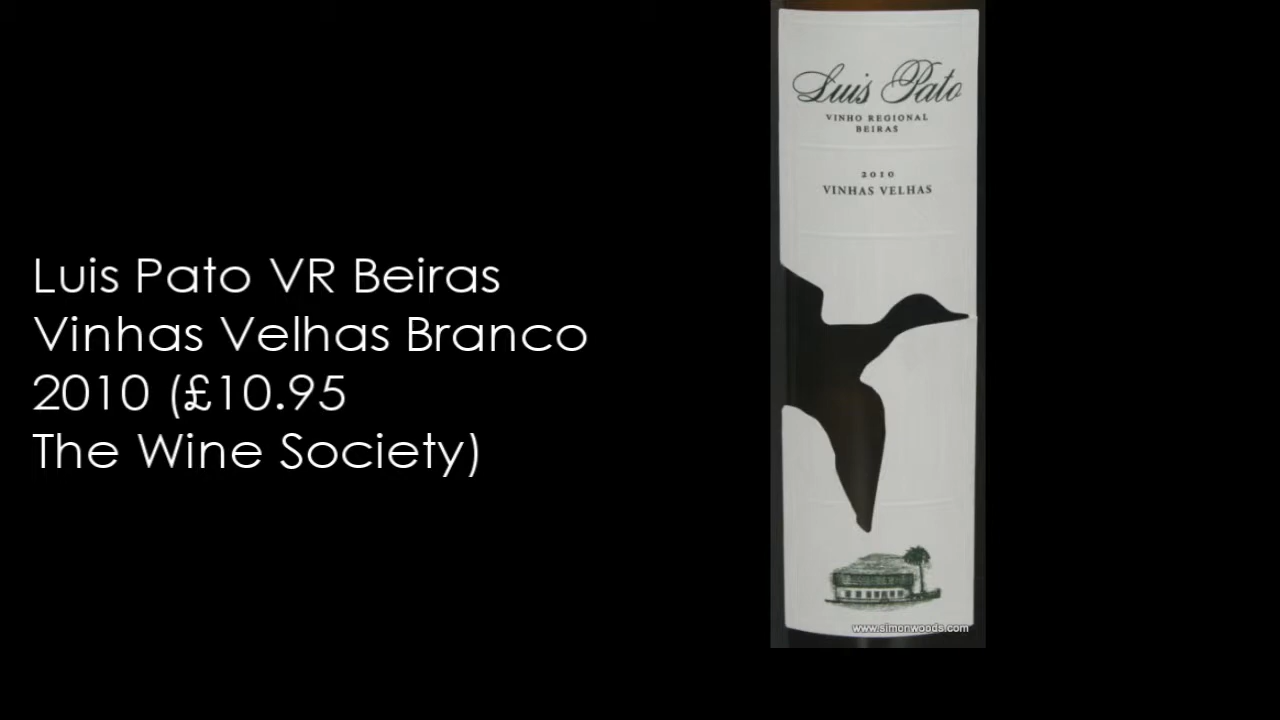 Luis Pato VR Beiras
Vinhas Velhas Branco
2010 (£10.95
The Wine Society)
Luis Pato
VINHO REGIONAL
BEIRAS
2010
VINHAS VELHAS
www.simonwoods.com